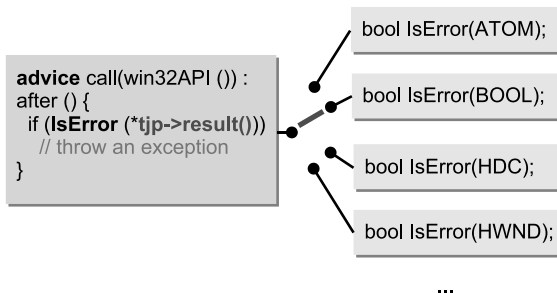 advice call(win32API ()) :
after () {
if (IsError (*tjp->result()))
// throw an exception
}
bool IsError(ATOM);
bool IsError(BOOL);
bool IsError(HDC);
bool IsError(HWND);
...